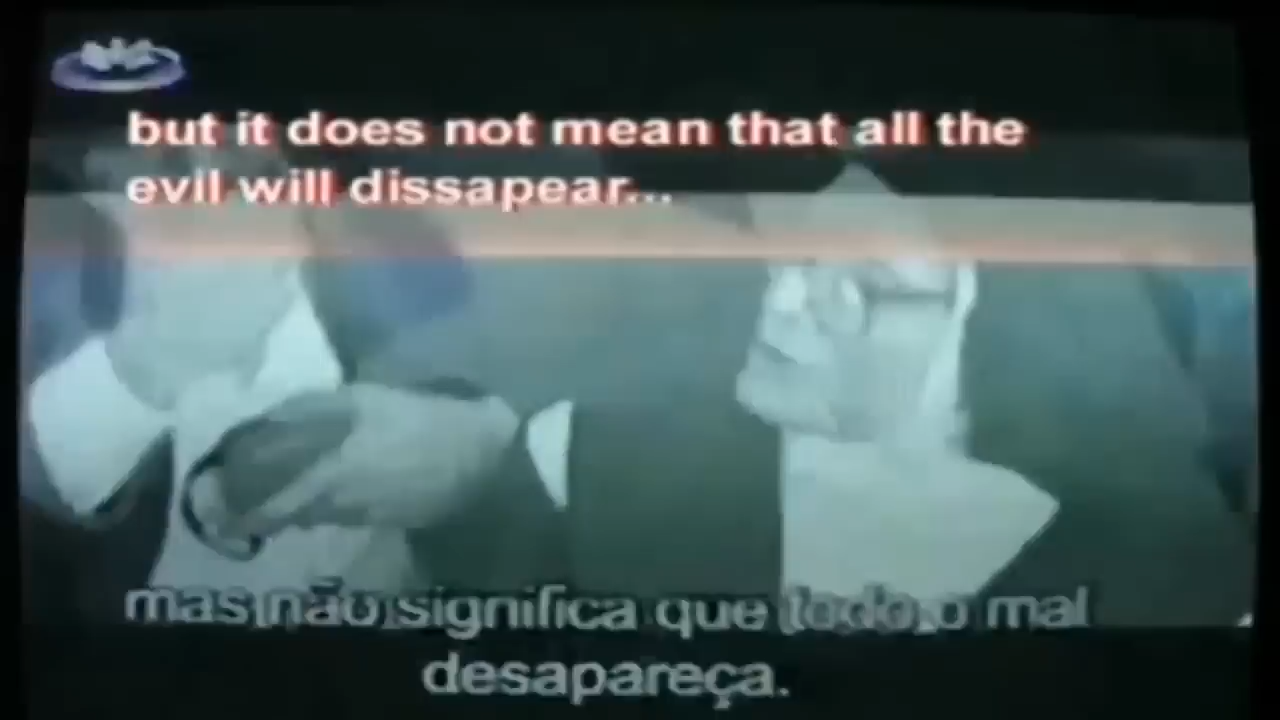 but it does not mean that all the
evil will dissapear...
mas não significa que todo o mal
desapareça.